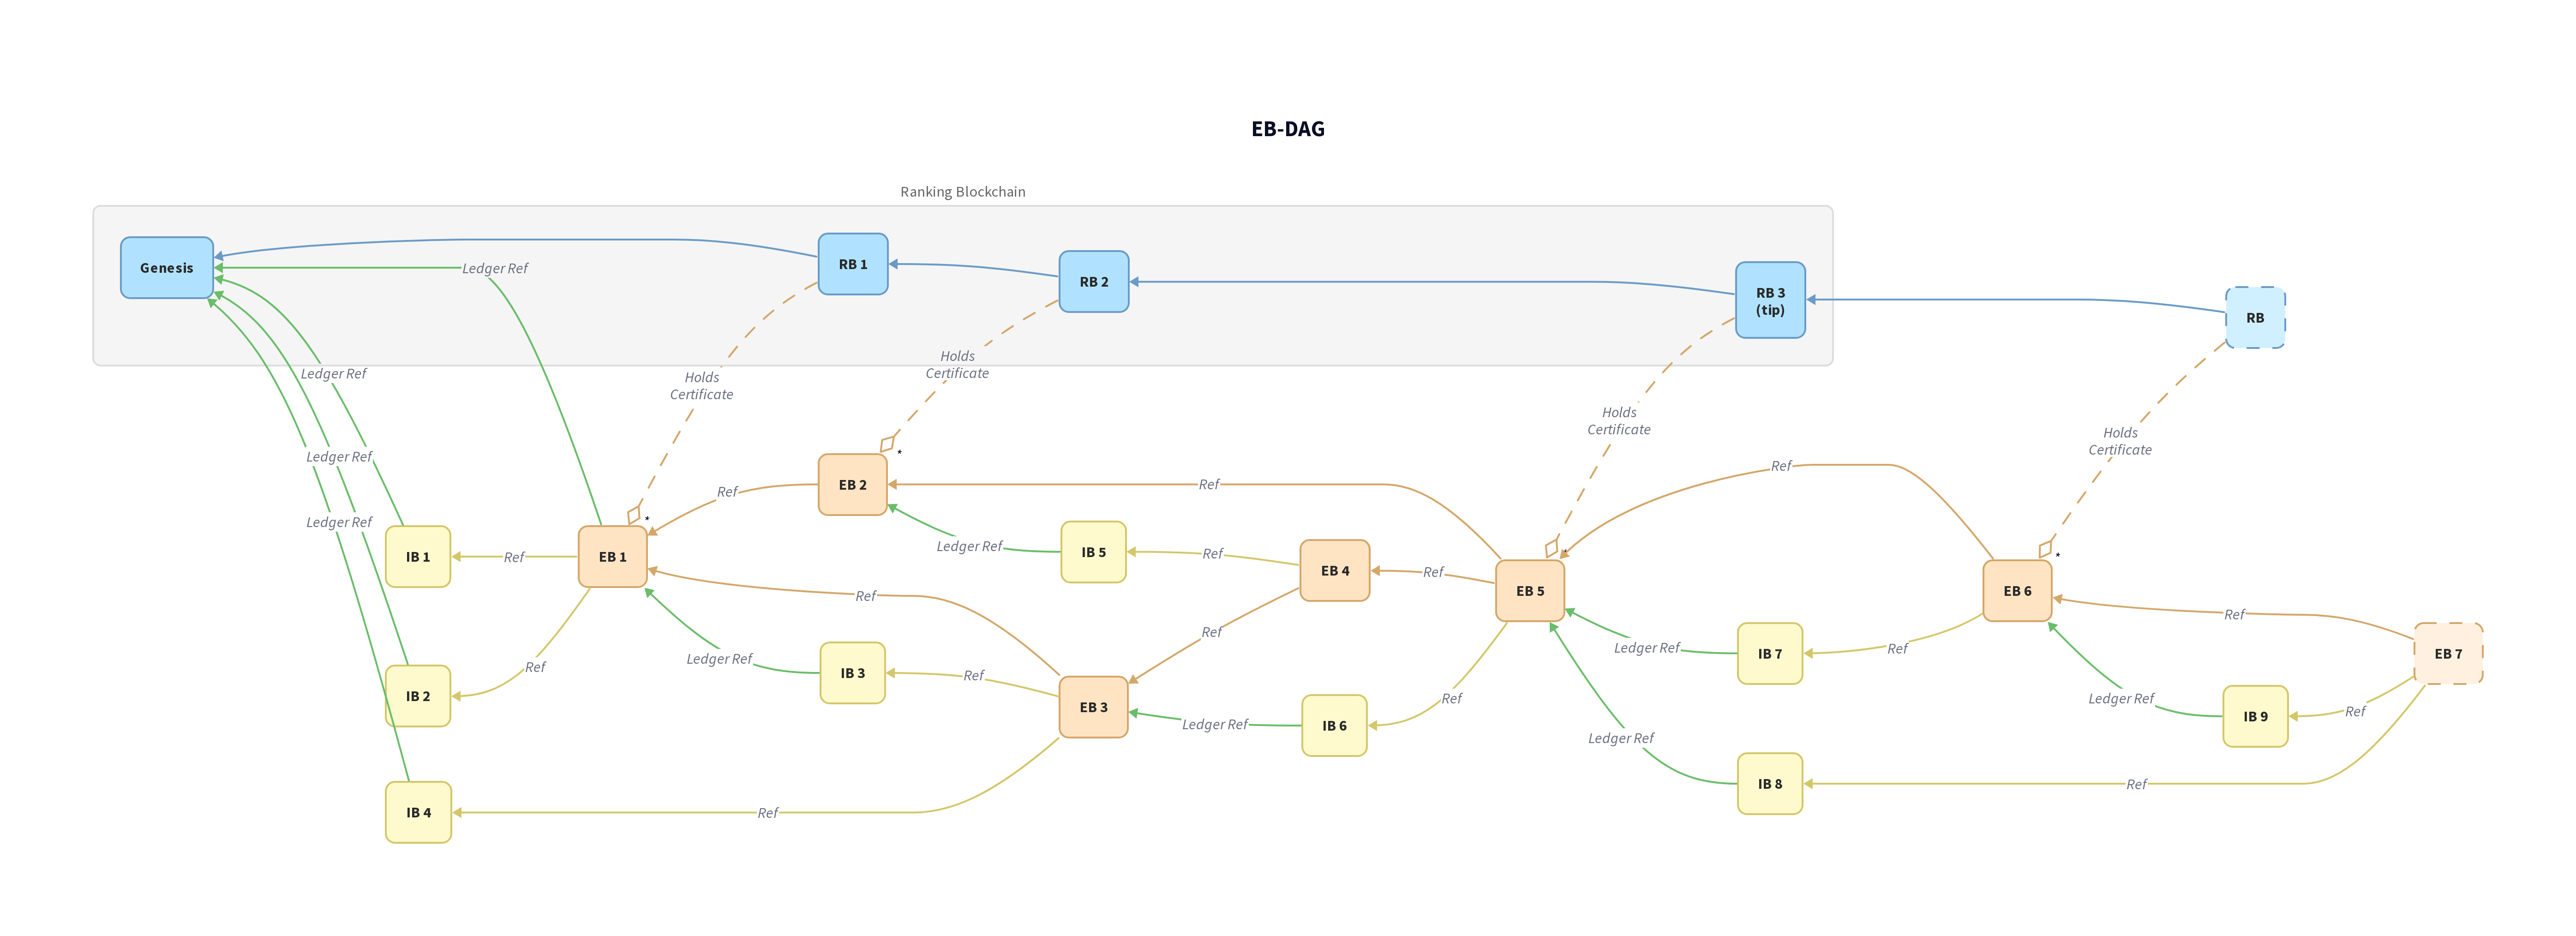 EB-DAG
Ranking Blockchain
Genesis
RB 1
RB 2
RB 3
(tip)
RB
Ledger Ref
Holds
Certificate
Holds
Certificate
Holds
Certificate
Holds
Certificate
Ledger Ref
Ledger Ref
Ledger Ref
*
*
*
EB 2
Ref
Ref
Ref
IB 1
Ref
EB 1
Ledger Ref
IB 5
Ref
EB 4
Ref
EB 5
EB 6
Ref
Ref
Ref
Ledger Ref
IB 7
Ref
EB 7
IB 2
Ref
Ledger Ref
IB 3
Ref
EB 3
Ledger Ref
IB 6
Ref
Ledger Ref
IB 9
Ref
Ledger Ref
IB 8
Ref
IB 4
Ref